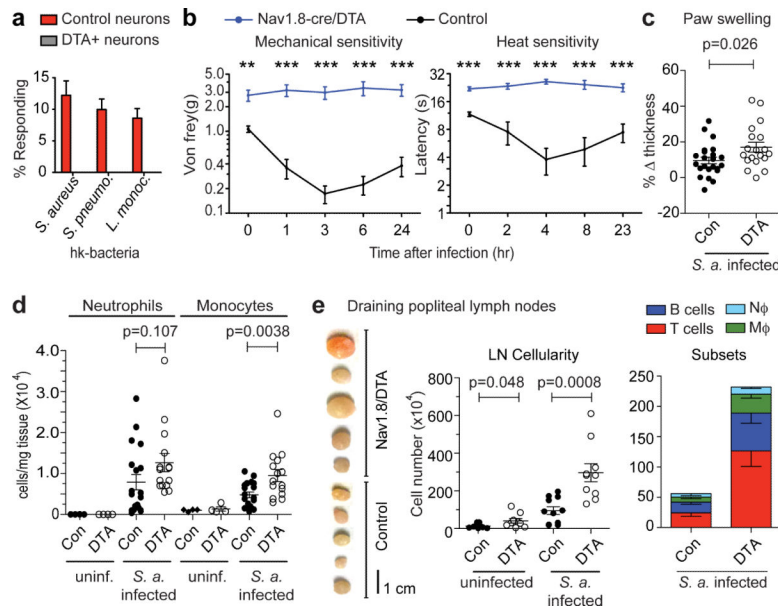 a
Control neurons
DTA+ neurons
% Responding
15
10
5
0
S. aureus
S. pneumo.
L. monoc.
hk-bacteria
b
Nav1.8-cre/DTA
Control
Mechanical sensitivity
** *** *** *** ***
Von frey(g)
3.0
2.0
1.0
0.4
0.2
0.1
0 1 3 6 24
Heat sensitivity
*** *** *** *** ***
Latency (s)
32
16
8
4
2
1
0 2 4 8 23
Time after infection (hr)
c
Paw swelling
p=0.026
% Δ thickness
60
40
20
0
-20
Con
DTA
S. a. infected
d
Neutrophils
Monocytes
p=0.107
p=0.0038
cells/mg tissue (X10⁴)
4.0
3.0
2.0
1.0
0
Con DTA Con DTA Con DTA Con DTA
uninf. S. a. infected uninf. S. a. infected
e
Draining popliteal lymph nodes
Nav1.8/DTA
Control
1 cm
LN Cellularity
p=0.048
p=0.0008
Cell number (x10⁴)
800
600
400
200
0
Con DTA Con DTA
uninfected
S. a. infected
B cells
Nϕ
T cells
Mϕ
Subsets
250
200
150
100
50
0
Con
DTA
S. a. infected